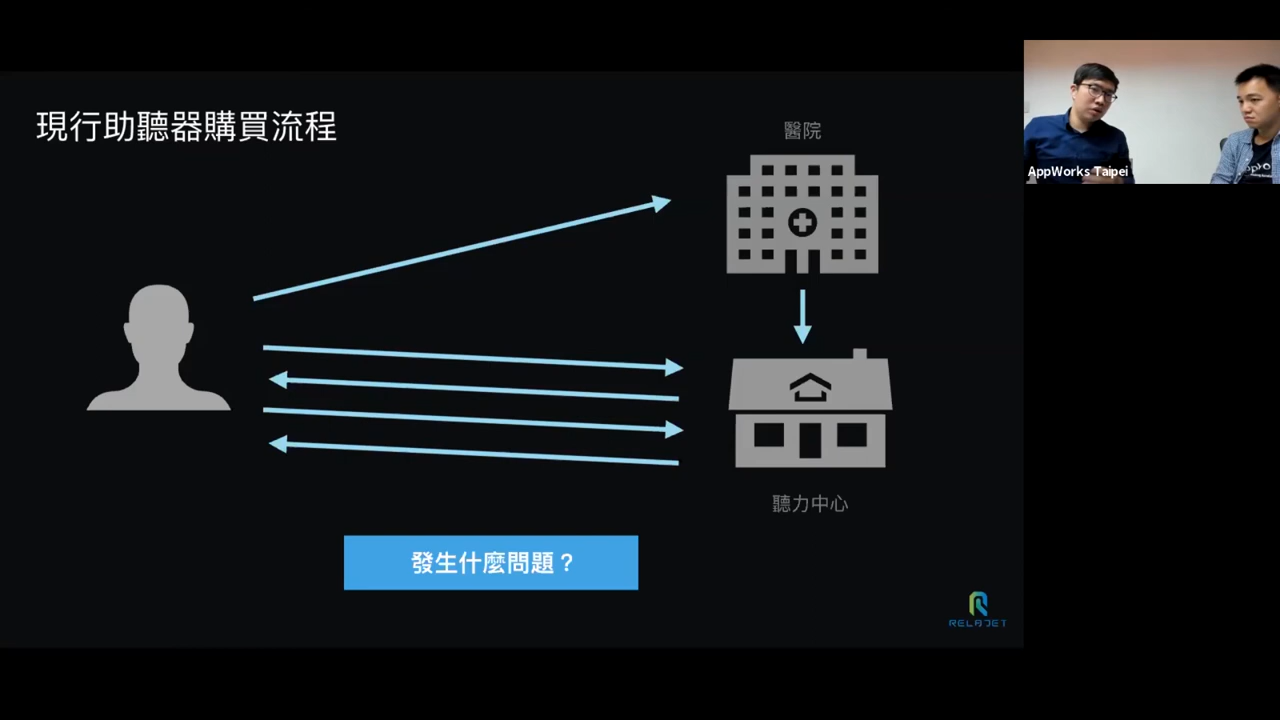 現行助聽器購買流程
醫院
AppWorks Taipei
聽力中心
發生什麼問題？
RELAJET